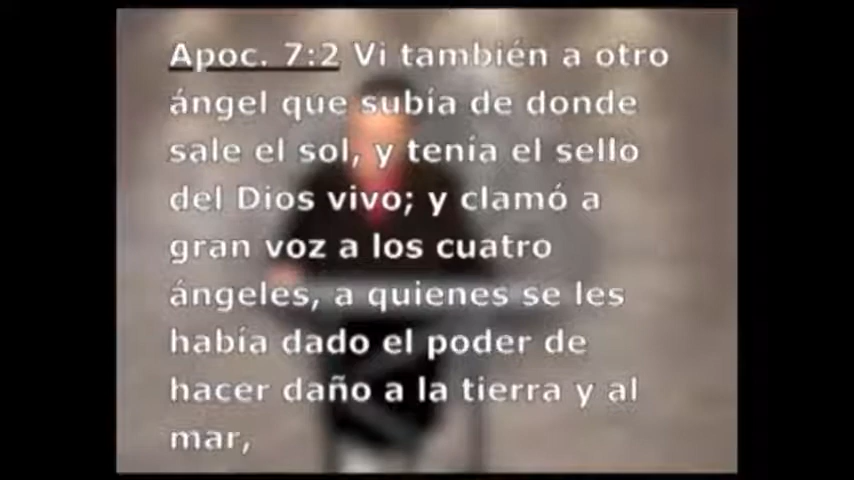 Apoc. 7:2 Vi también a otro
ángel que subía de donde
sale el sol, y tenía el sello
del Dios vivo; y clamó a
gran voz a los cuatro
ángeles, a quienes se les
había dado el poder de
hacer daño a la tierra y al
mar,